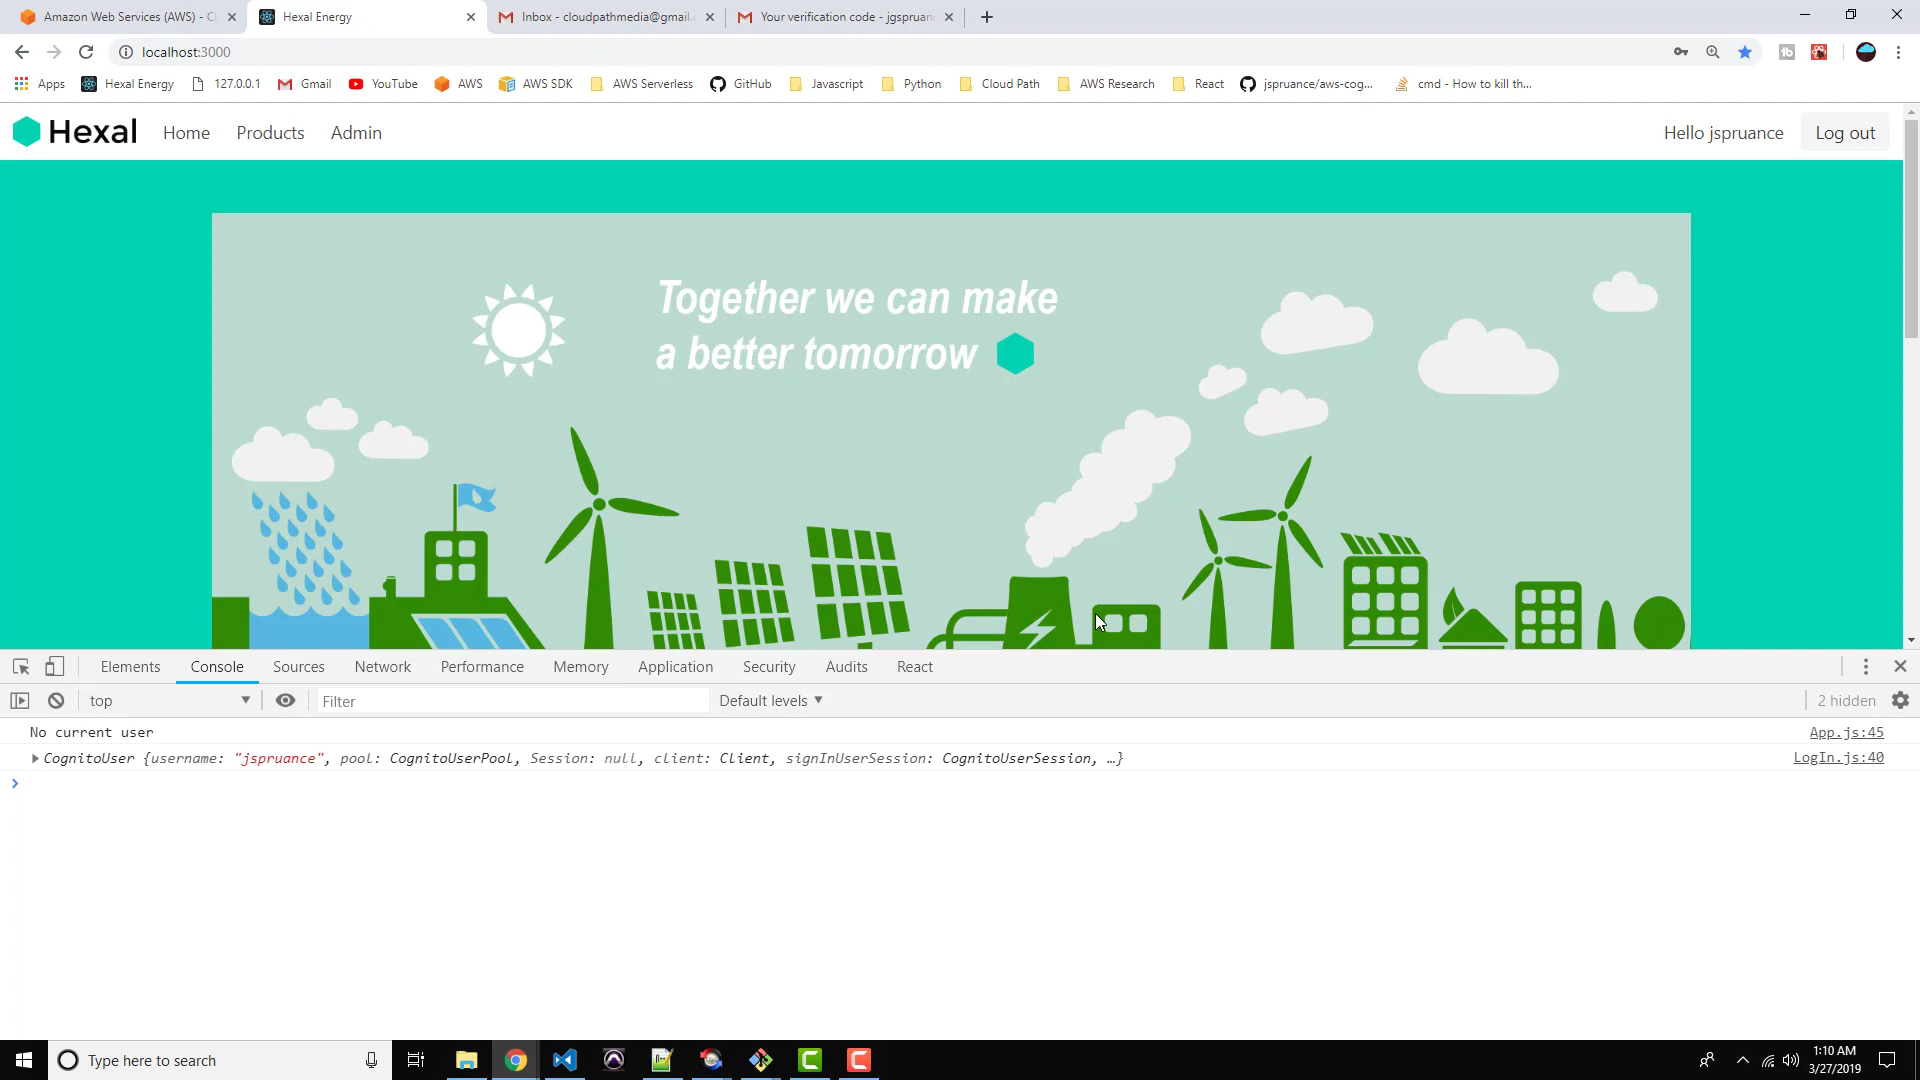 Amazon Web Services (AWS) - Cl
Hexal Energy
Inbox - cloudpathmedia@gmail.c
Your verification code - jgspruan
localhost:3000
Apps
Hexal Energy
127.0.0.1
Gmail
YouTube
AWS
AWS SDK
AWS Serverless
GitHub
Javascript
Python
Cloud Path
AWS Research
React
jspruance/aws-cog...
cmd - How to kill th...
Hexal
Home
Products
Admin
Hello jspruance
Log out
Together we can make
a better tomorrow
Elements
Console
Sources
Network
Performance
Memory
Application
Security
Audits
React
top
Filter
Default levels
2 hidden
No current user
App.js:45
CognitoUser {username: "jspruance", pool: CognitoUserPool, Session: null, client: Client, signInUserSession: CognitoUserSession, …}
LogIn.js:40
Type here to search
1:10 AM
3/27/2019